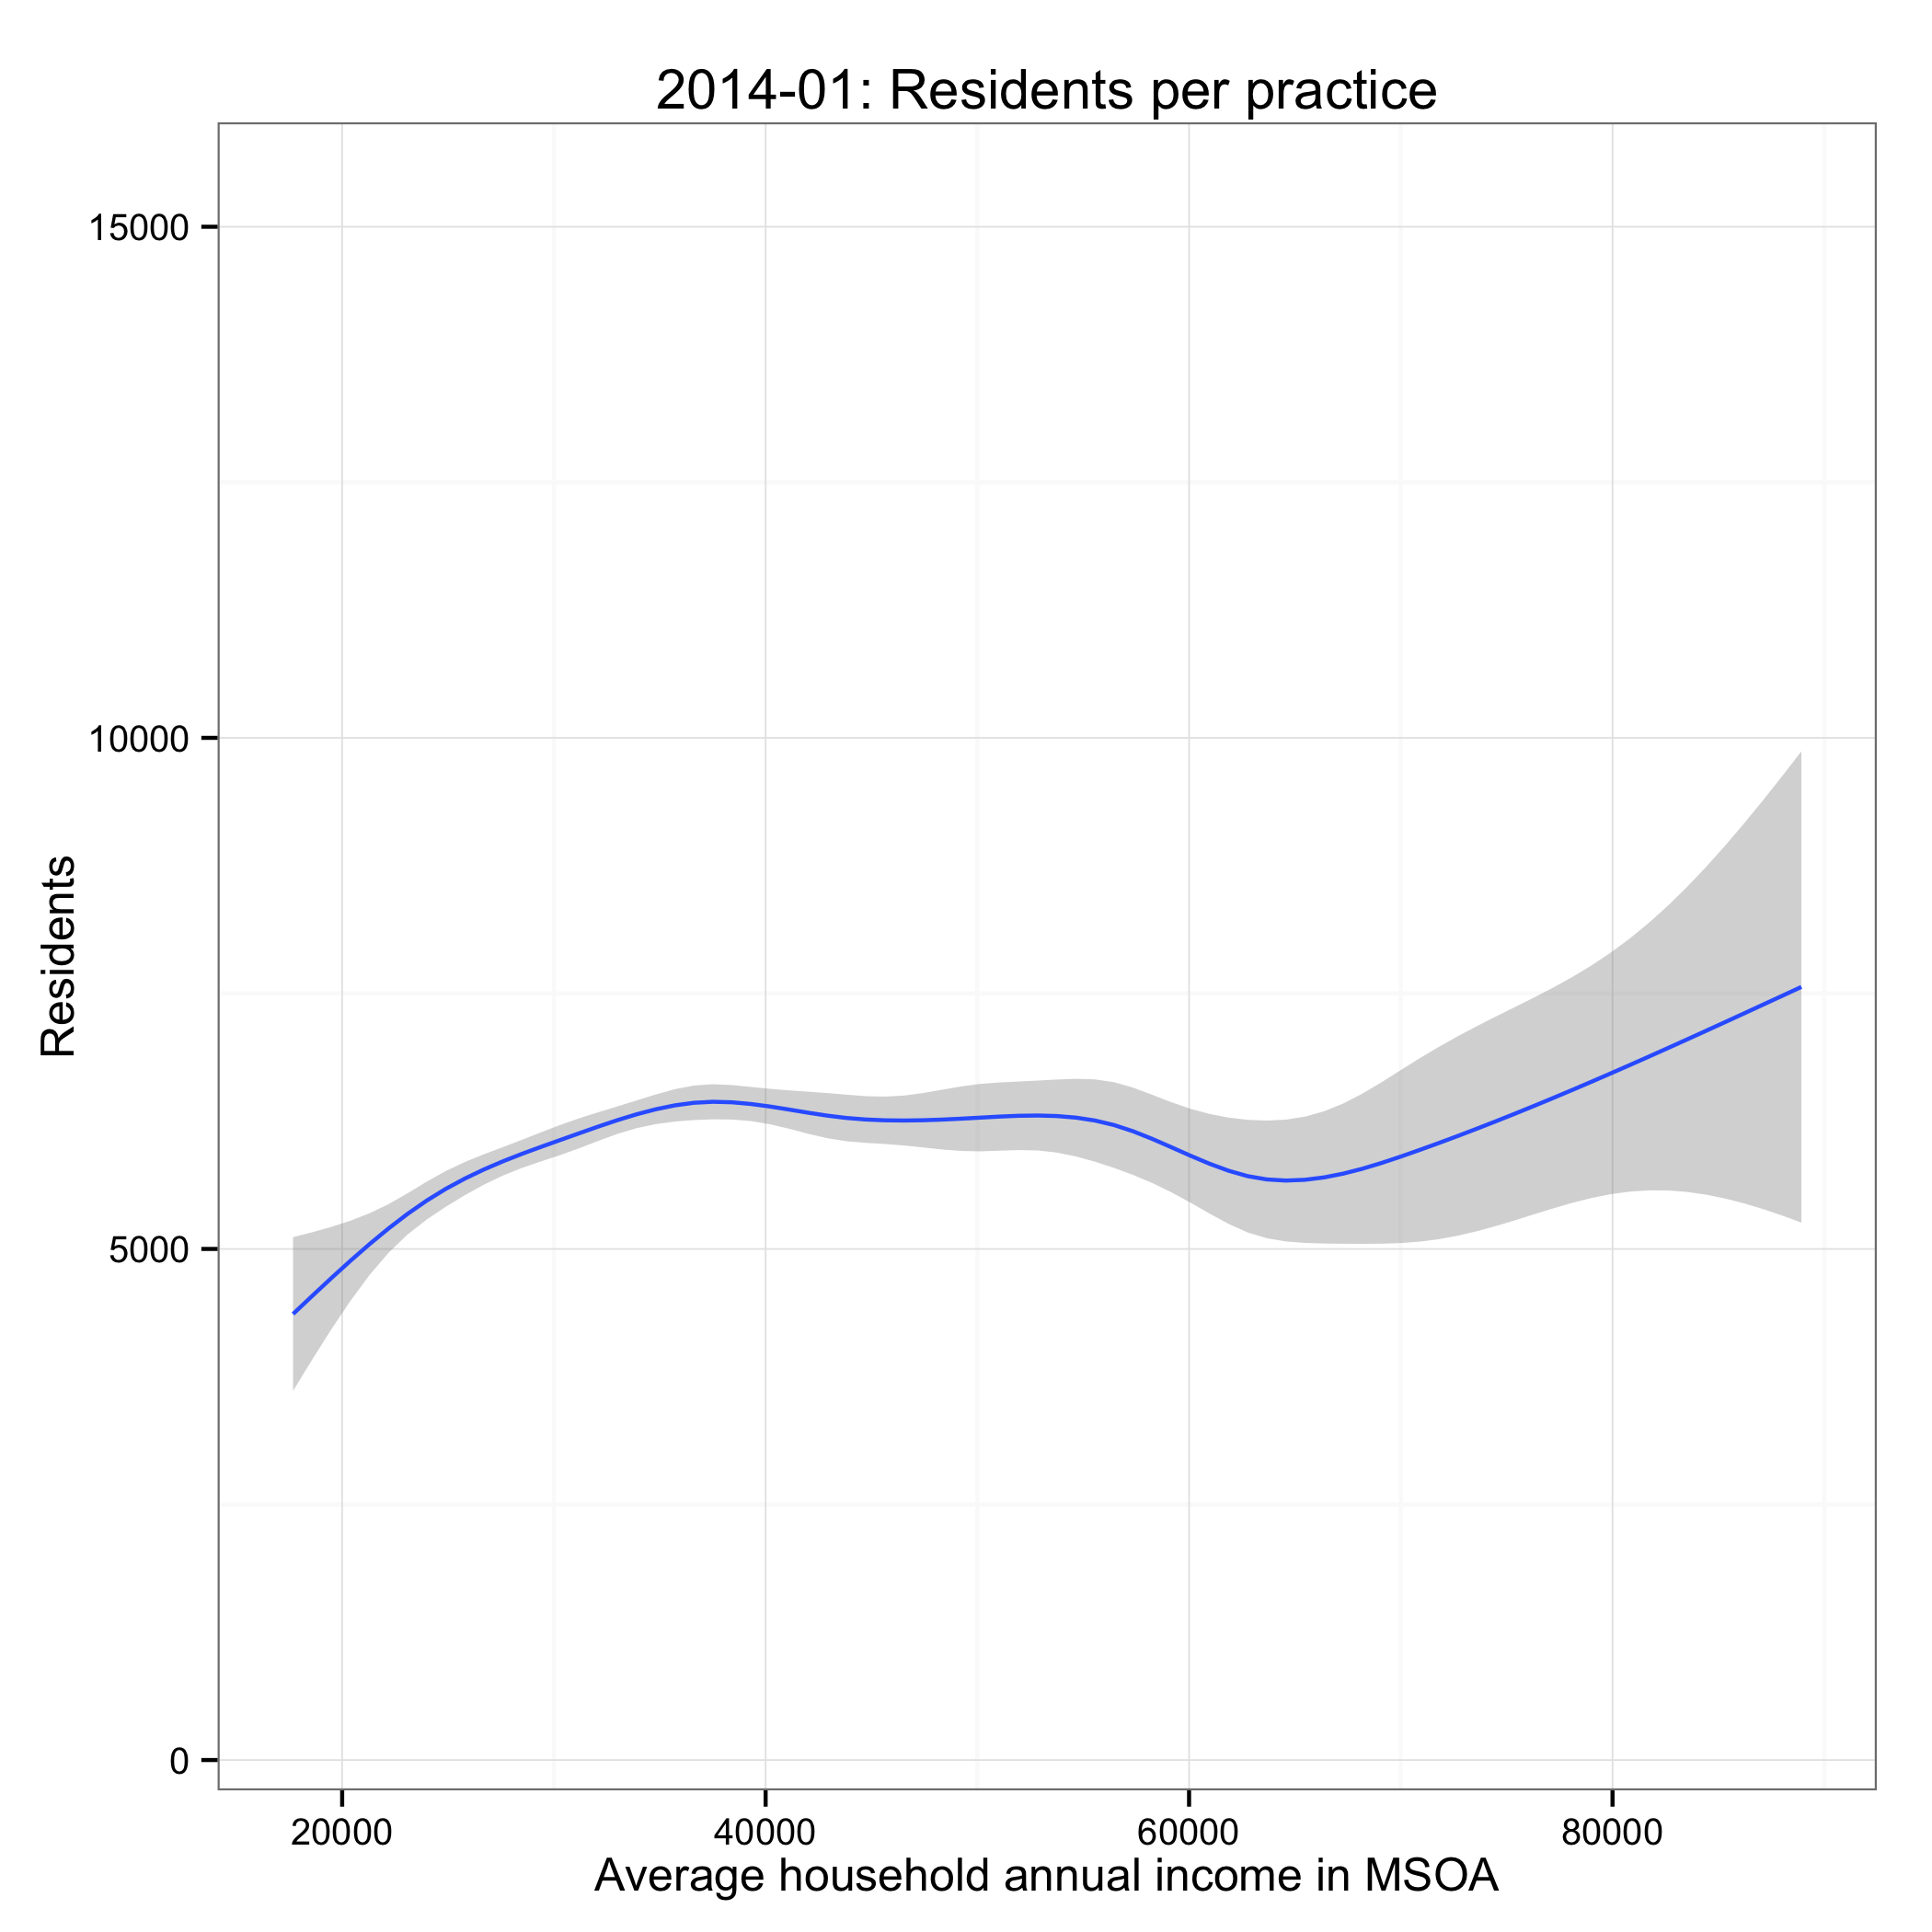 2014-01: Residents per practice
15000
10000
5000
0
Residents
20000 40000 60000 80000
Average household annual income in MSOA